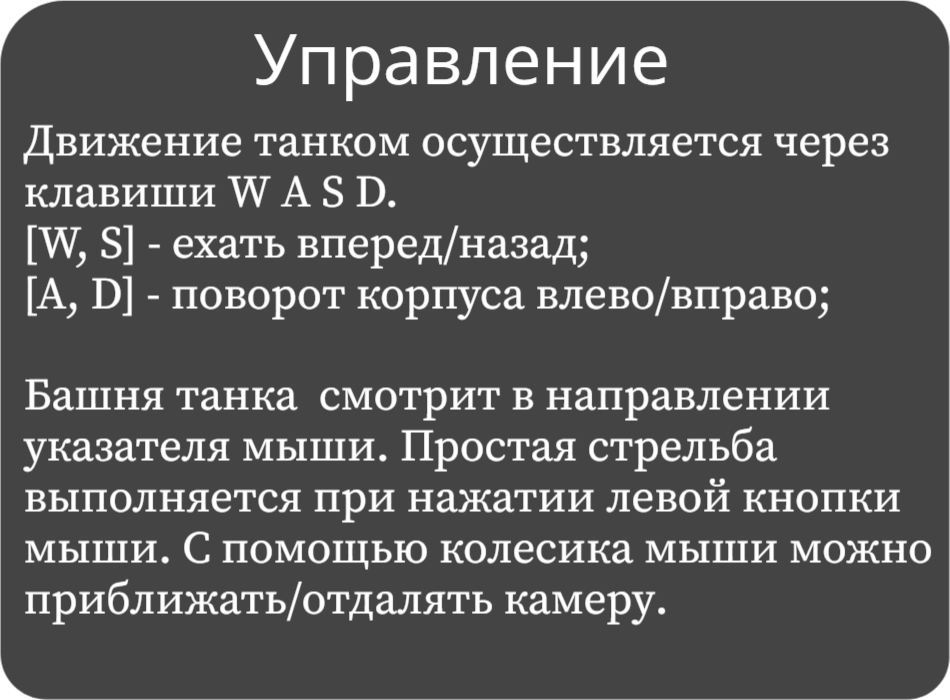 Управление
Движение танком осуществляется через
клавиши W A S D.
[W, S] - ехать вперед/назад;
[A, D] - поворот корпуса влево/вправо;
Башня танка  смотрит в направлении
указателя мыши. Простая стрельба
выполняется при нажатии левой кнопки
мыши. С помощью колесика мыши можно
приближать/отдалять камеру.